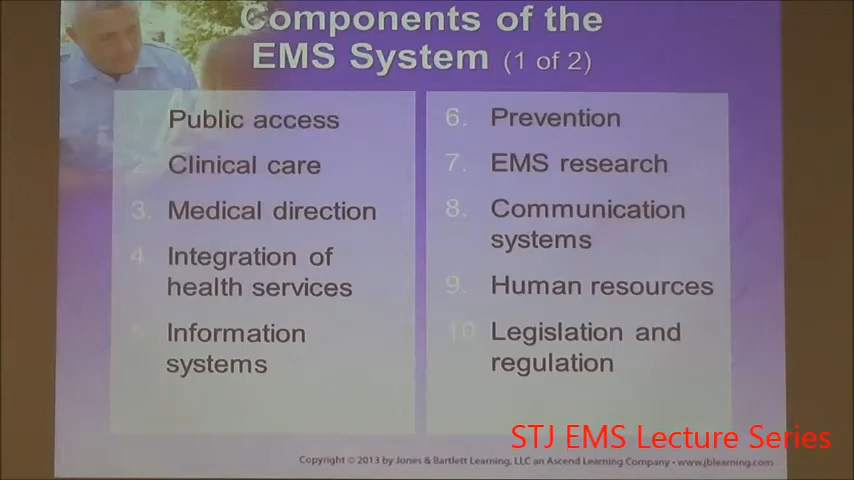 Components of the
EMS System (1 of 2)
Public access
2. Clinical care
3. Medical direction
4. Integration of
health services
5. Information
systems
6. Prevention
7. EMS research
8. Communication
systems
9. Human resources
10. Legislation and
regulation
STJ EMS Lecture Series
Copyright © 2013 by Jones & Bartlett Learning, LLC an Ascend Learning Company • www.jblearning.com